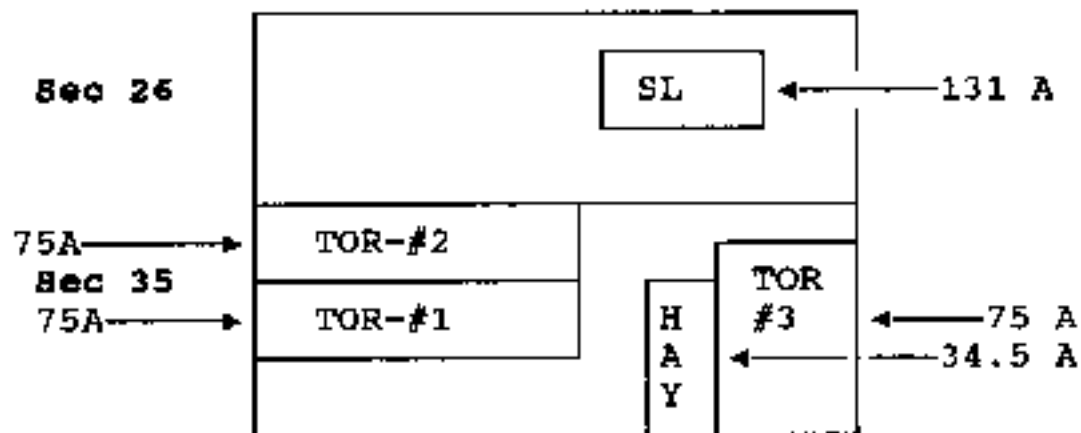 Sec 26 SL 131 A
75A TOR-#2
Sec 35 TOR
75A TOR-#1 H #3 75 A
A 34.5 A
Y